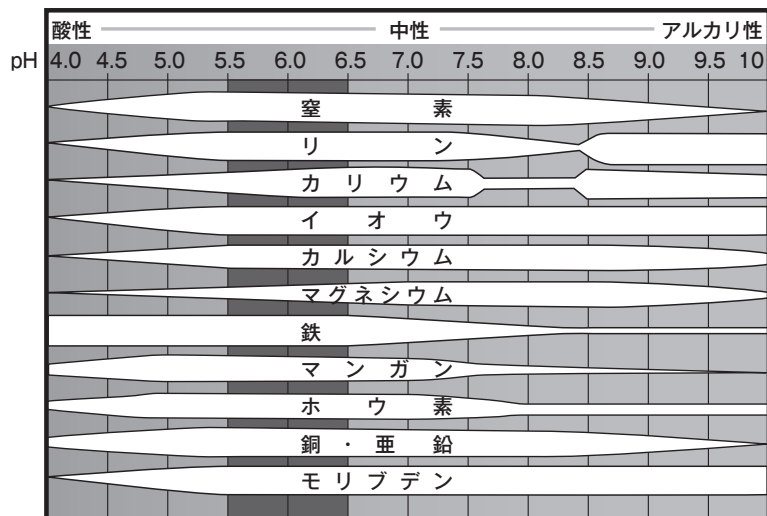 酸性 中性 アルカリ性
pH 4.0 4.5 5.0 5.5 6.0 6.5 7.0 7.5 8.0 8.5 9.0 9.5 10
窒素
リン
カリウム
イオウ
カルシウム
マグネシウム
鉄
マンガン
ホウ素
銅・亜鉛
モリブデン